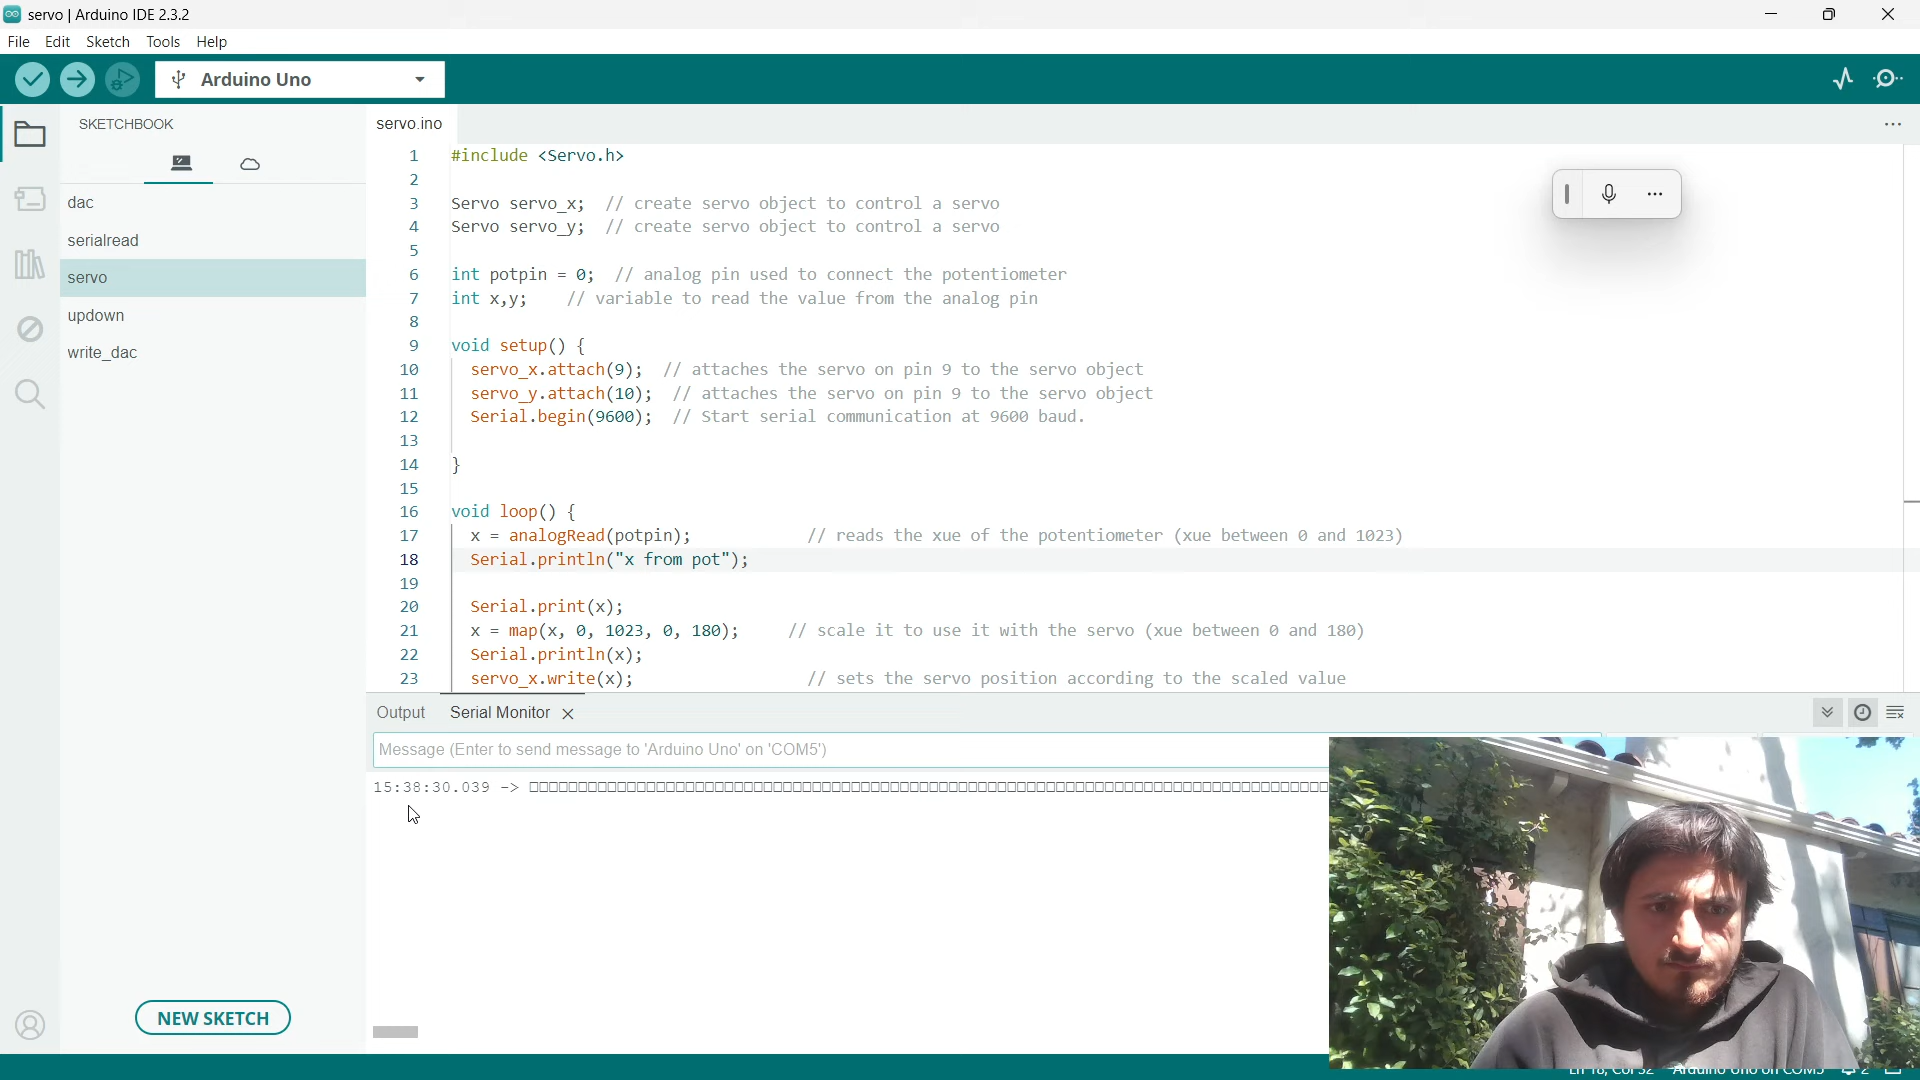 servo | Arduino IDE 2.3.2
File Edit Sketch Tools Help
Arduino Uno
SKETCHBOOK
dac
serialread
servo
updown
write_dac
NEW SKETCH
servo.ino
1 #include <Servo.h>
2
3 Servo servo_x; // create servo object to control a servo
4 Servo servo_y; // create servo object to control a servo
5
6 int potpin = 0; // analog pin used to connect the potentiometer
7 int x,y; // variable to read the value from the analog pin
8
9 void setup() {
10 servo_x.attach(9); // attaches the servo on pin 9 to the servo object
11 servo_y.attach(10); // attaches the servo on pin 9 to the servo object
12 Serial.begin(9600); // Start serial communication at 9600 baud.
13
14 }
15
16 void loop() {
17 x = analogRead(potpin); // reads the xue of the potentiometer (xue between 0 and 1023)
18 Serial.println("x from pot");
19
20 Serial.print(x);
21 x = map(x, 0, 1023, 0, 180); // scale it to use it with the servo (xue between 0 and 180)
22 Serial.println(x);
23 servo_x.write(x); // sets the servo position according to the scaled value
Output Serial Monitor
Message (Enter to send message to 'Arduino Uno' on 'COM5')
15:38:30.039 ->
Arduino Uno on COM5 2